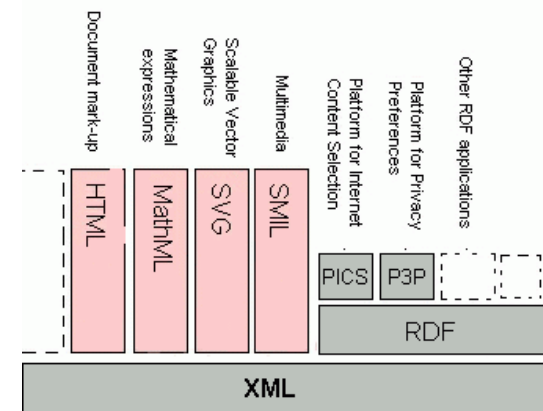 Document mark-up
Mathematical
expressions
Scalable Vector
Graphics
Multimedia
Platform for Internet
Content Selection
Platform for Privacy
Preferences
Other RDF applications
HTML
MathML
SVG
SMIL
PICS
P3P
RDF
XML